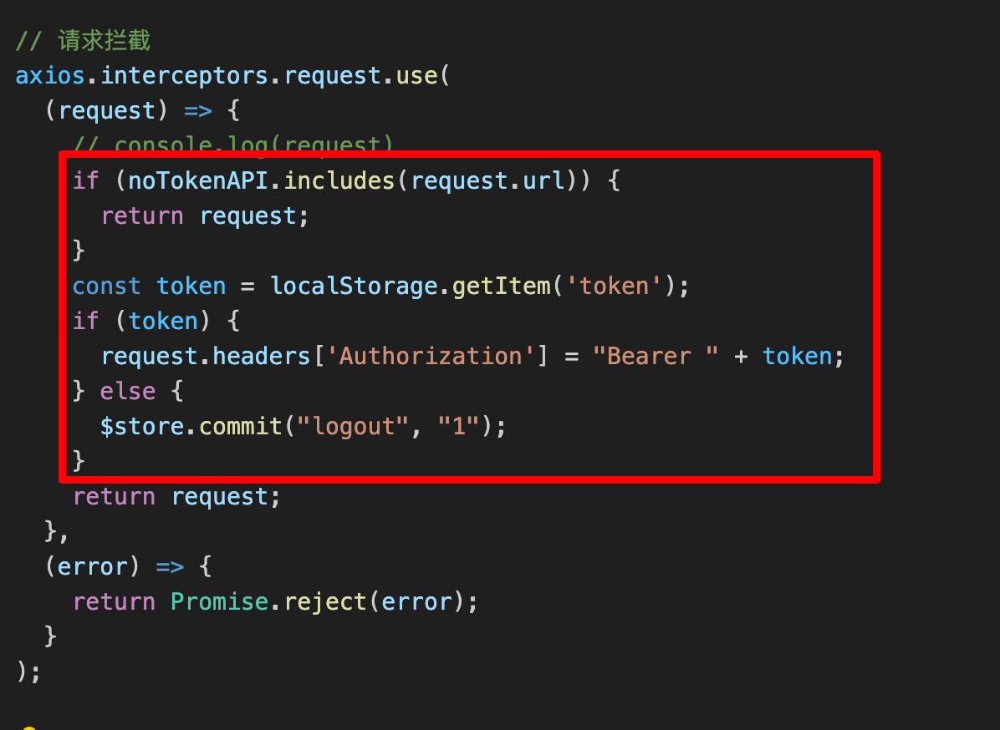 // 请求拦截
axios.interceptors.request.use(
  (request) => {
    // console.log(request)
    if (noTokenAPI.includes(request.url)) {
      return request;
    }
    const token = localStorage.getItem('token');
    if (token) {
      request.headers['Authorization'] = "Bearer " + token;
    } else {
      $store.commit("logout", "1");
    }
    return request;
  },
  (error) => {
    return Promise.reject(error);
  }
);